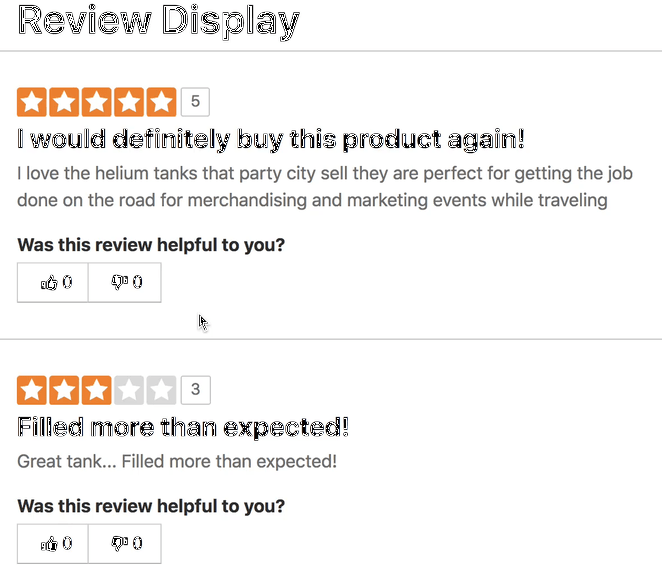 Review Display
5
I would definitely buy this product again!
I love the helium tanks that party city sell they are perfect for getting the job
done on the road for merchandising and marketing events while traveling
Was this review helpful to you?
0 0
3
Filled more than expected!
Great tank... Filled more than expected!
Was this review helpful to you?
0 0